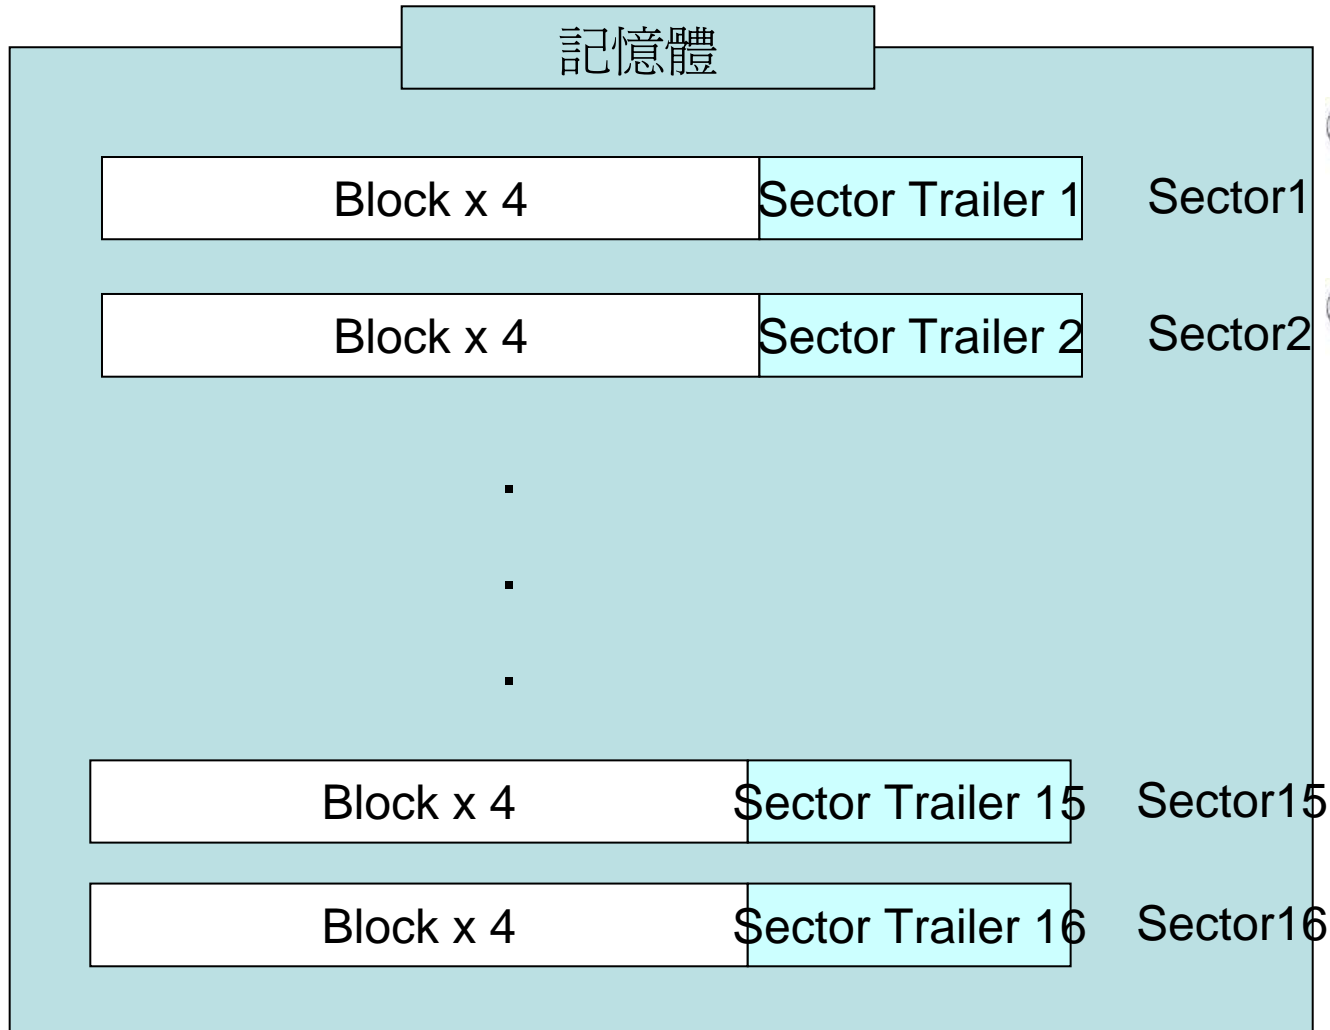 記憶體
Block x 4 Sector Trailer 1 Sector1
Block x 4 Sector Trailer 2 Sector2
.
.
.
Block x 4 Sector Trailer 15 Sector15
Block x 4 Sector Trailer 16 Sector16